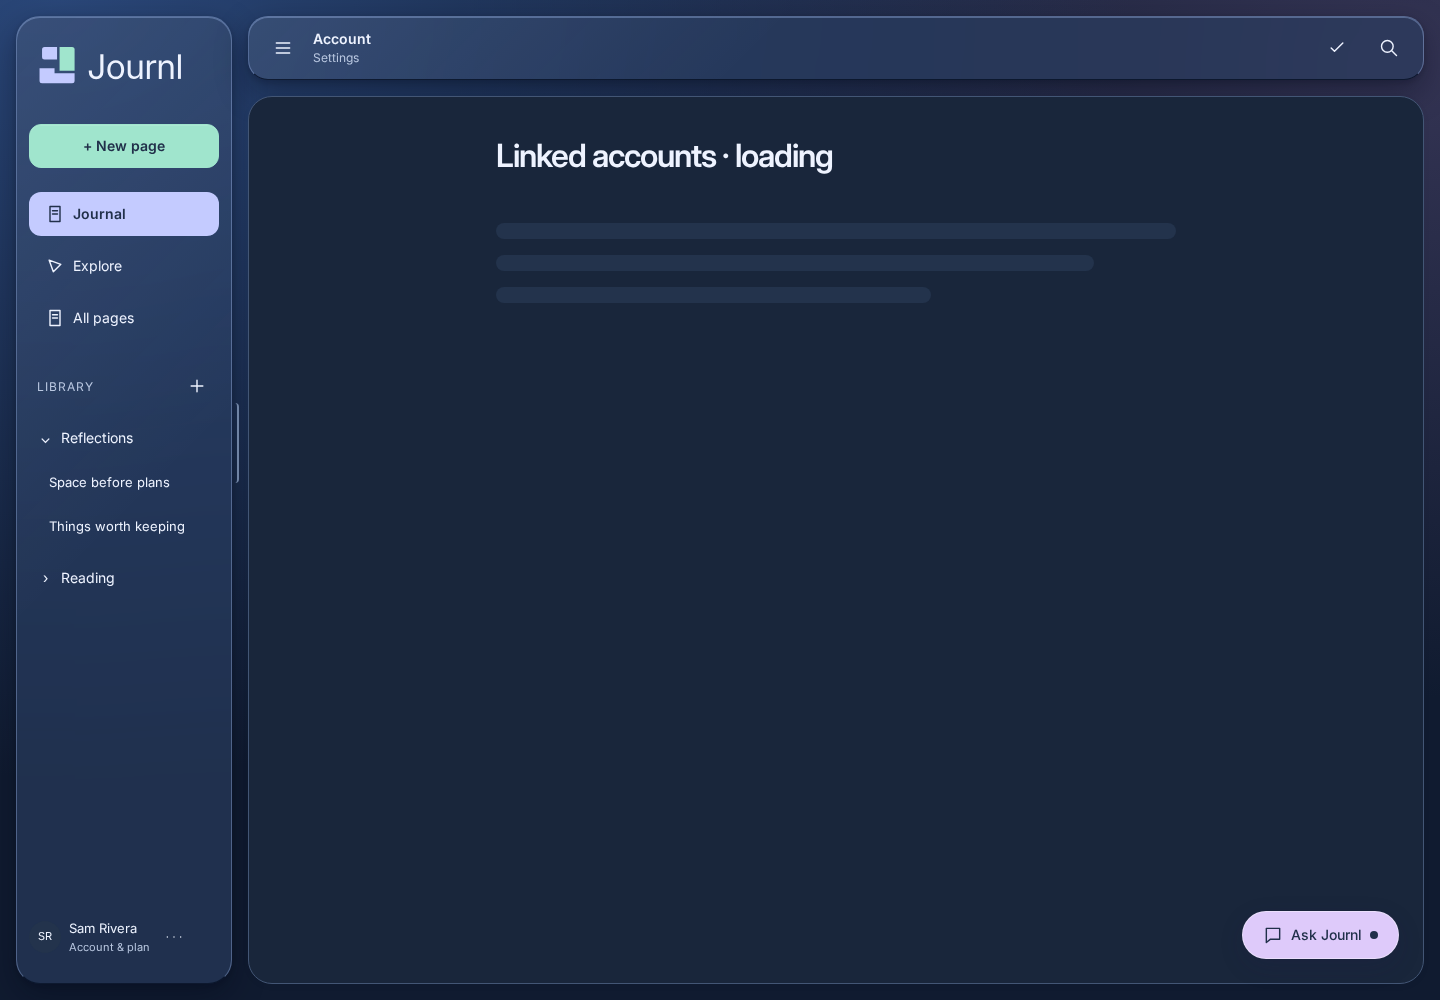 Journl
+ New page
Journal
Explore
All pages
LIBRARY
Reflections
Space before plans
Things worth keeping
Reading
SR
Sam Rivera
Account & plan
Account
Settings
Linked accounts · loading
Ask Journl